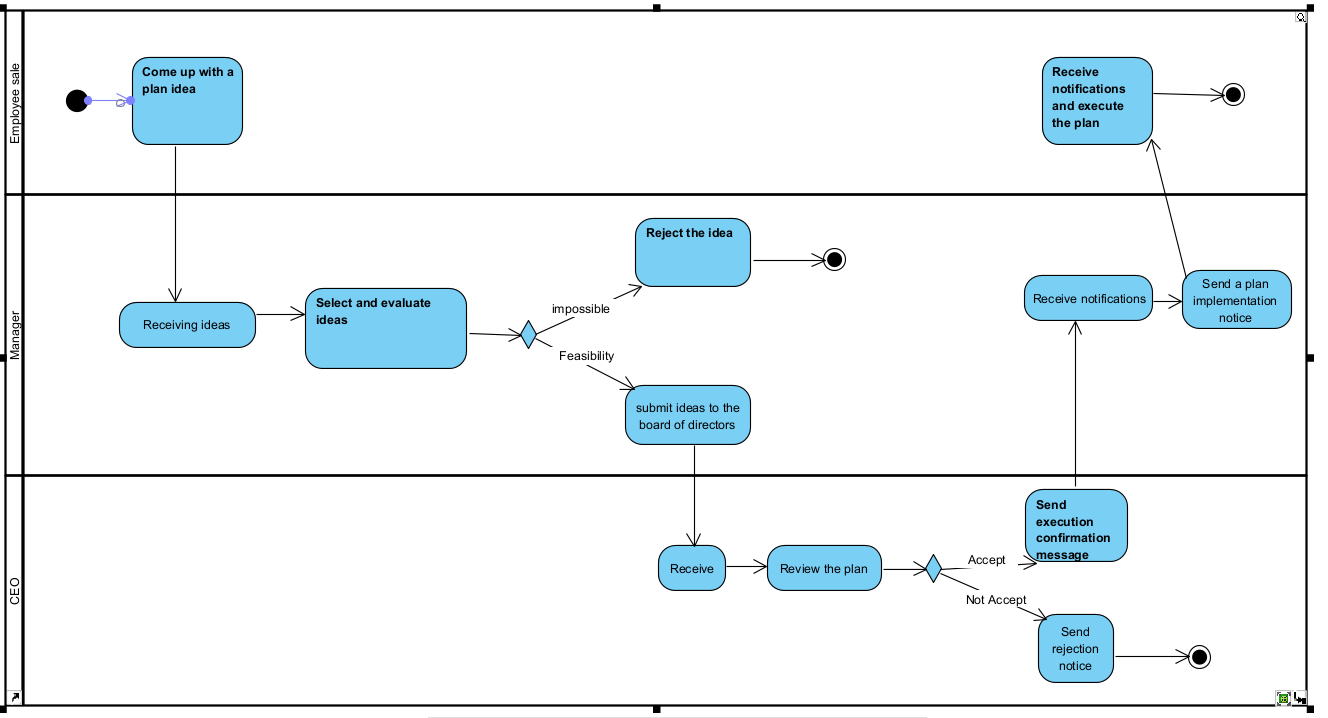 Employee sale
Come up with a
plan idea
Receive
notifications
and execute
the plan
Manager
Reject the idea
Receiving ideas
Select and evaluate
ideas
impossible
Feasibility
submit ideas to the
board of directors
Receive notifications
Send a plan
implementation
notice
CEO
Receive
Review the plan
Accept
Not Accept
Send
execution
confirmation
message
Send
rejection
notice